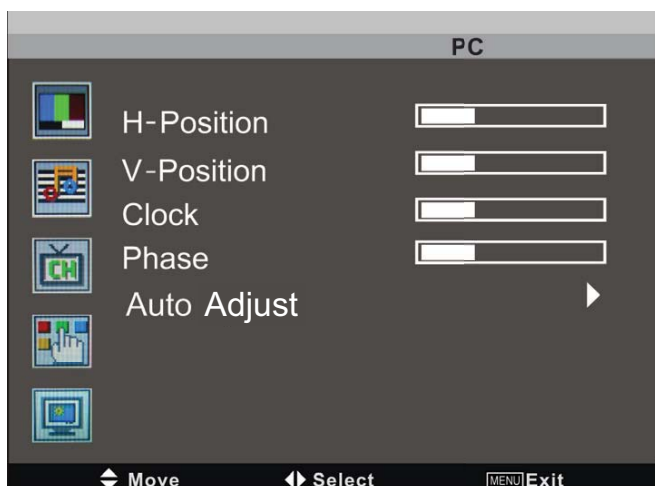 PC
H-Position
V-Position
Clock
CH
Phase
Auto Adjust
Move Select MENU Exit